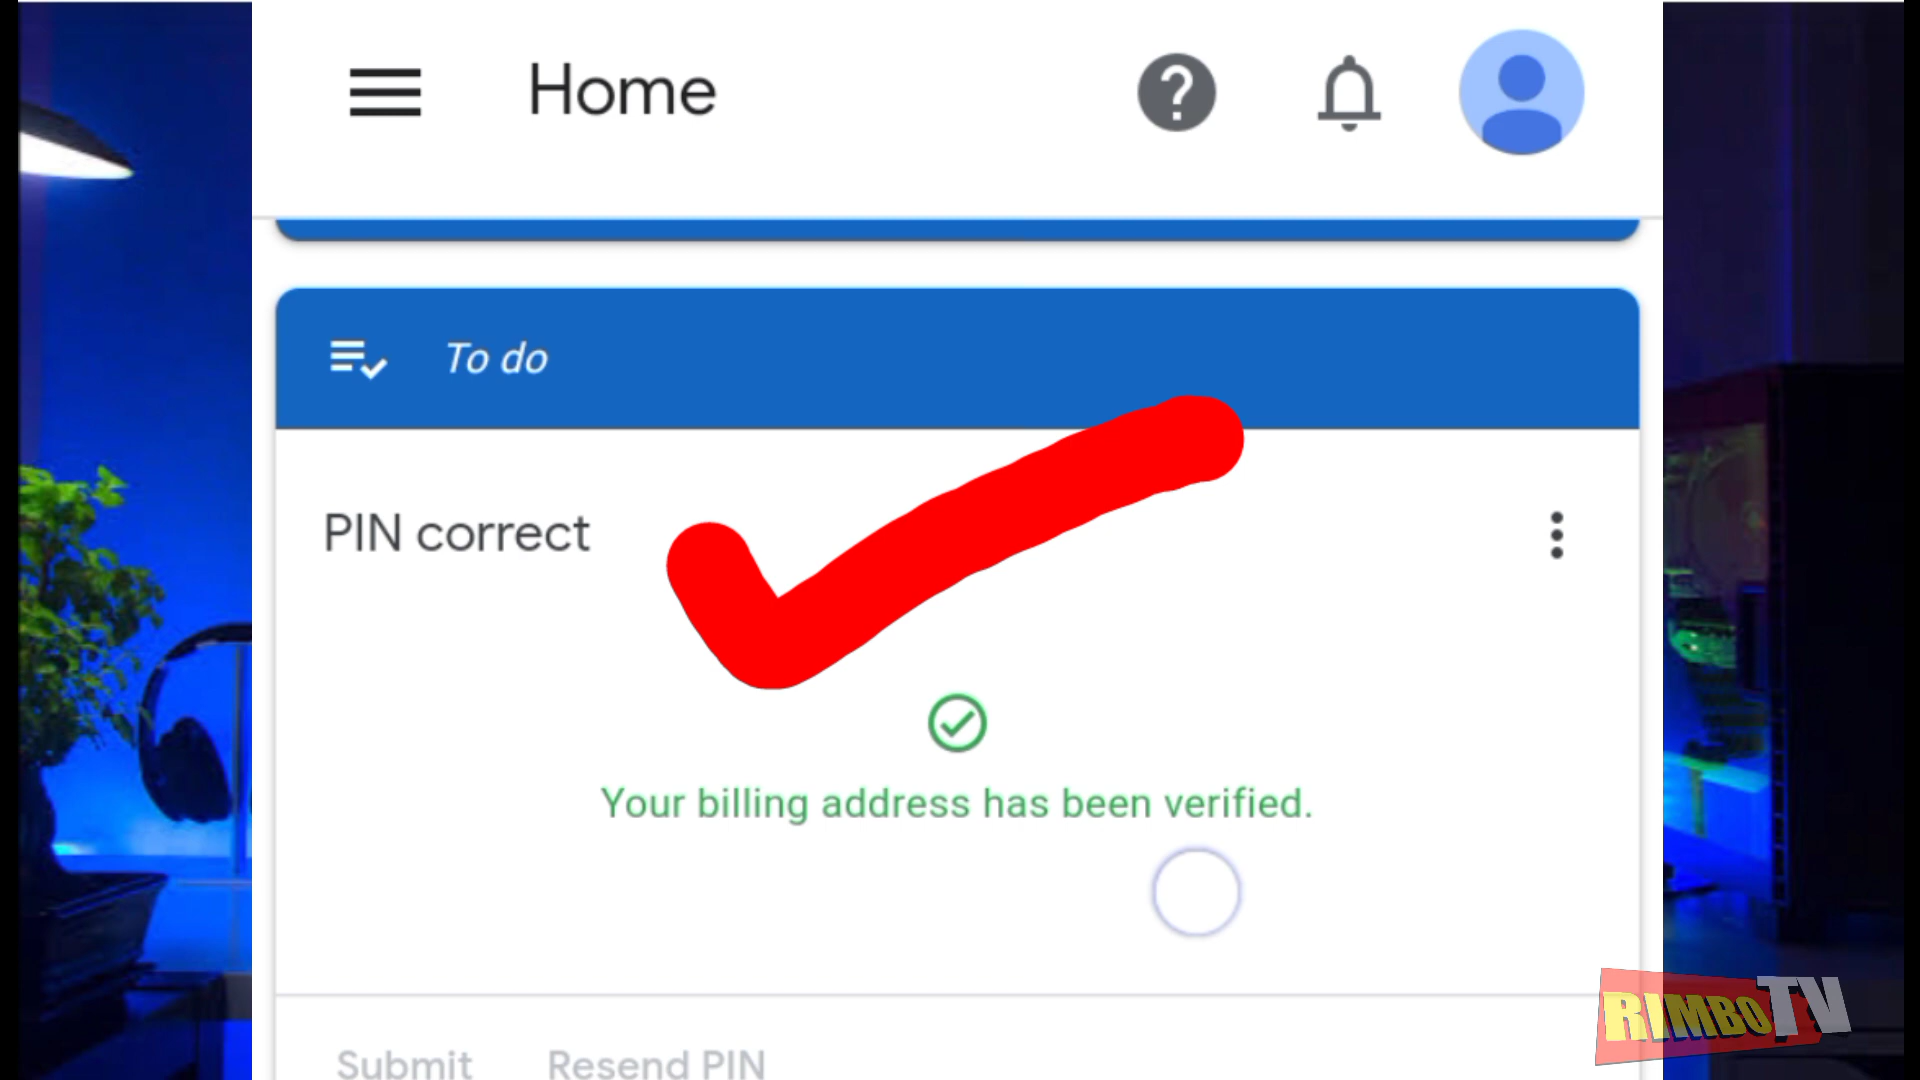 Home
To do
PIN correct
Your billing address has been verified.
Submit
Resend PIN
RIMBO TV